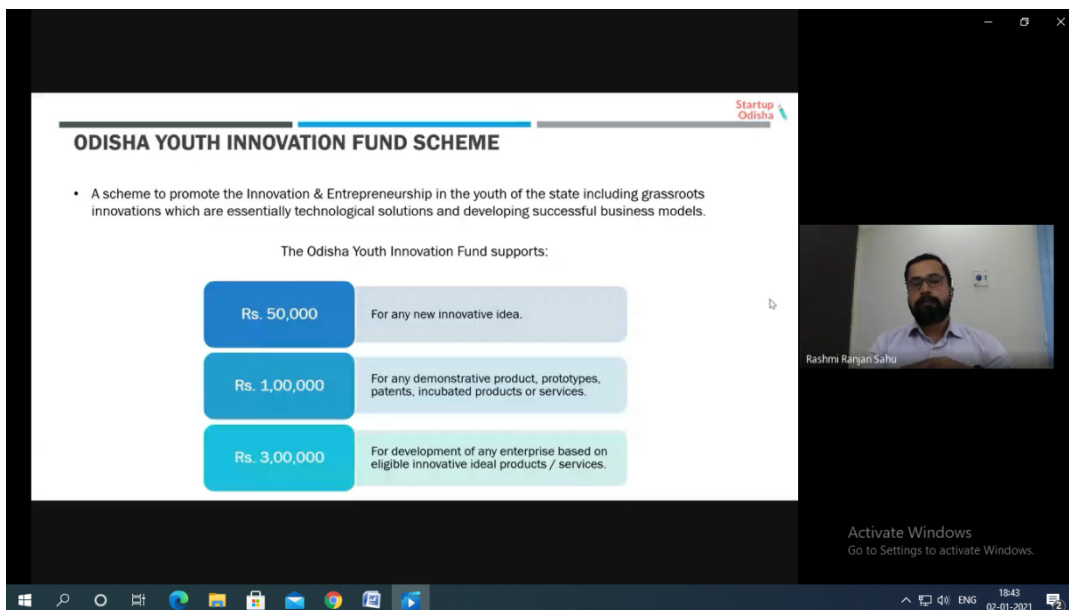 Startup
Odisha
ODISHA YOUTH INNOVATION FUND SCHEME
• A scheme to promote the Innovation & Entrepreneurship in the youth of the state including grassroots
innovations which are essentially technological solutions and developing successful business models.
The Odisha Youth Innovation Fund supports:
Rs. 50,000
For any new innovative idea.
Rs. 1,00,000
For any demonstrative product, prototypes,
patents, incubated products or services.
Rs. 3,00,000
For development of any enterprise based on
eligible innovative ideal products / services.
Rashmi Ranjan Sahu
Activate Windows
Go to Settings to activate Windows.
ENG
18:43
02-01-2021
2